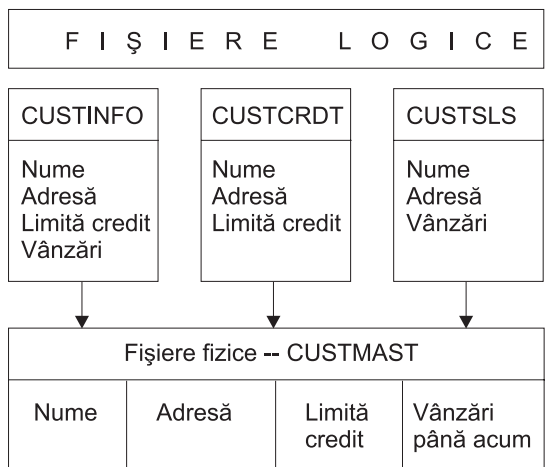 F I Ş I E R E L O G I C E
CUSTINFO
Nume
Adresă
Limită credit
Vânzări
CUSTCRDT
Nume
Adresă
Limită credit
CUSTSLS
Nume
Adresă
Vânzări
Fişiere fizice -- CUSTMAST
Nume
Adresă
Limită
credit
Vânzări
până acum